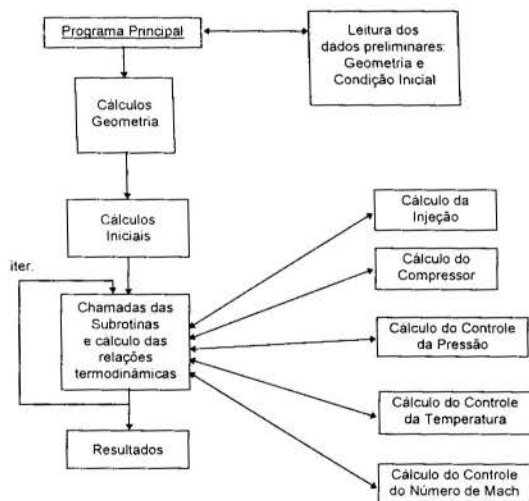 Programa Principal
Leitura dos
dados preliminares:
Geometria e
Condição Inicial
Cálculos
Geometria
Cálculos
Iniciais
iter.
Chamadas das
Subrotinas
e cálculo das
relações
termodinâmicas
Resultados
Cálculo da
Injeção
Cálculo do
Compressor
Cálculo do Controle
da Pressão
Cálculo do Controle
da Temperatura
Cálculo do Controle
do Número de Mach